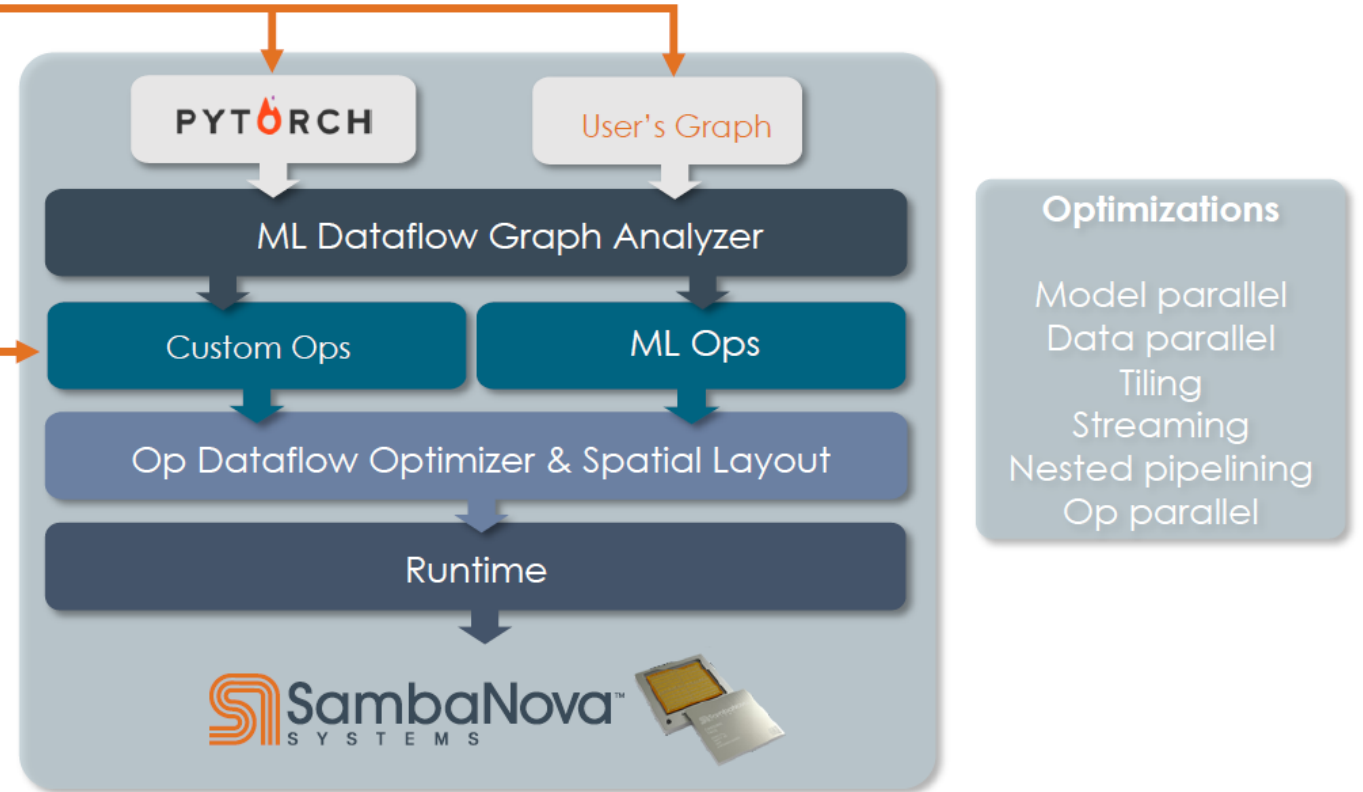 PYTORCH
User's Graph
ML Dataflow Graph Analyzer
Custom Ops
ML Ops
Op Dataflow Optimizer & Spatial Layout
Runtime
SambaNova™
SYSTEMS
Optimizations
Model parallel
Data parallel
Tiling
Streaming
Nested pipelining
Op parallel